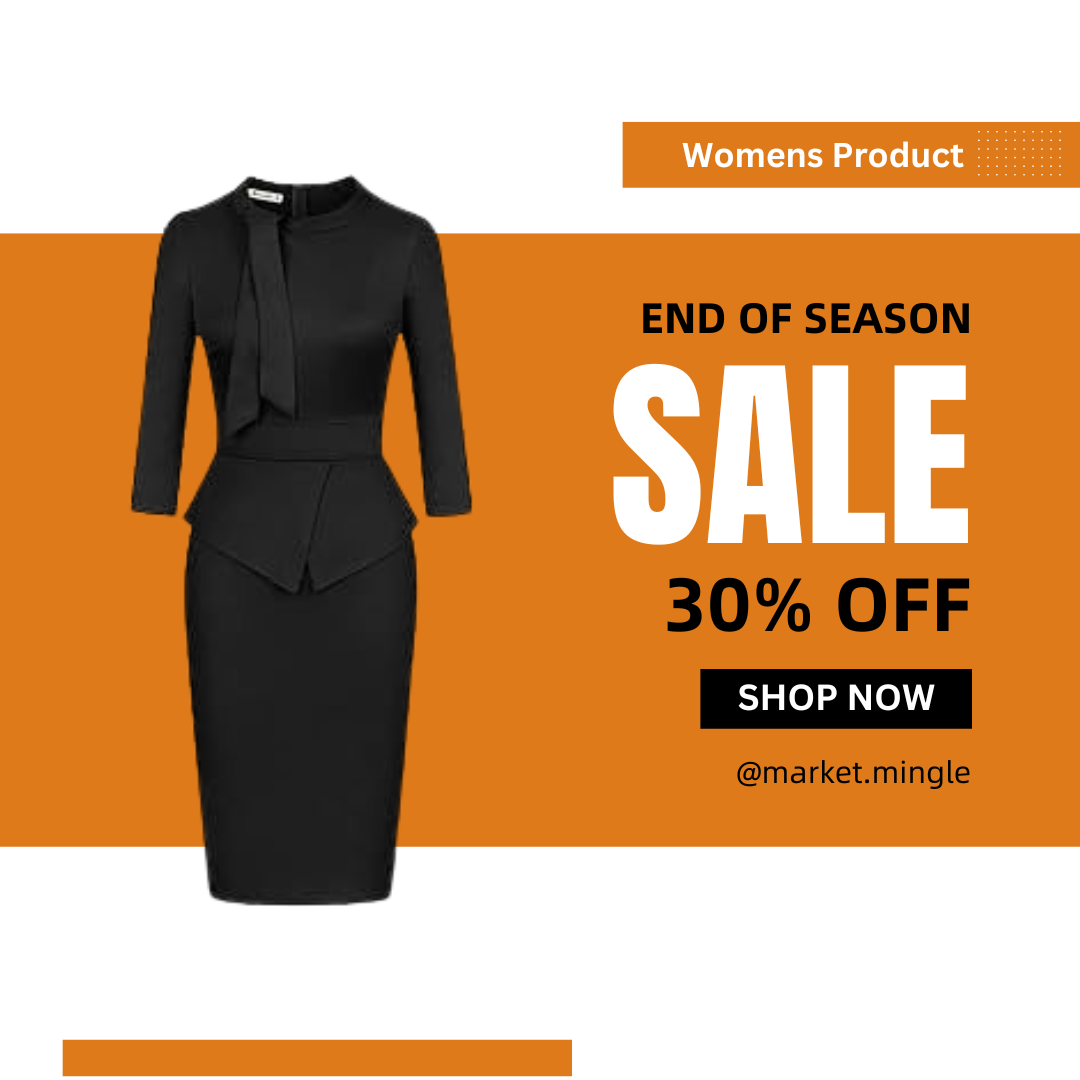 Womens Product
END OF SEASON
SALE
30% OFF
SHOP NOW
@market.mingle